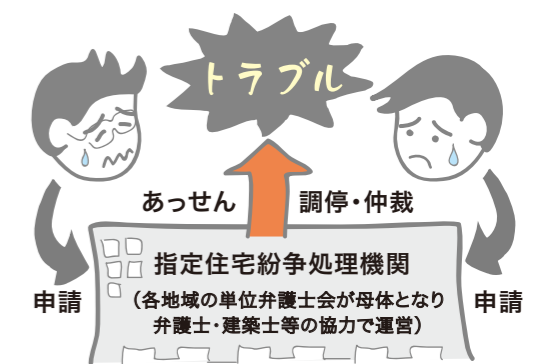 トラブル
あっせん
調停・仲裁
指定住宅紛争処理機関
(各地域の単位弁護士会が母体となり
弁護士・建築士等の協力で運営)
申請
申請